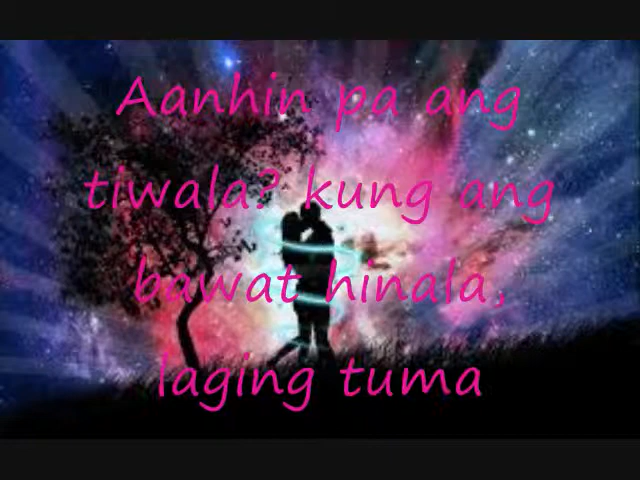 Aanhin pa ang
tiwala? kung ang
bawat hinala,
laging tuma